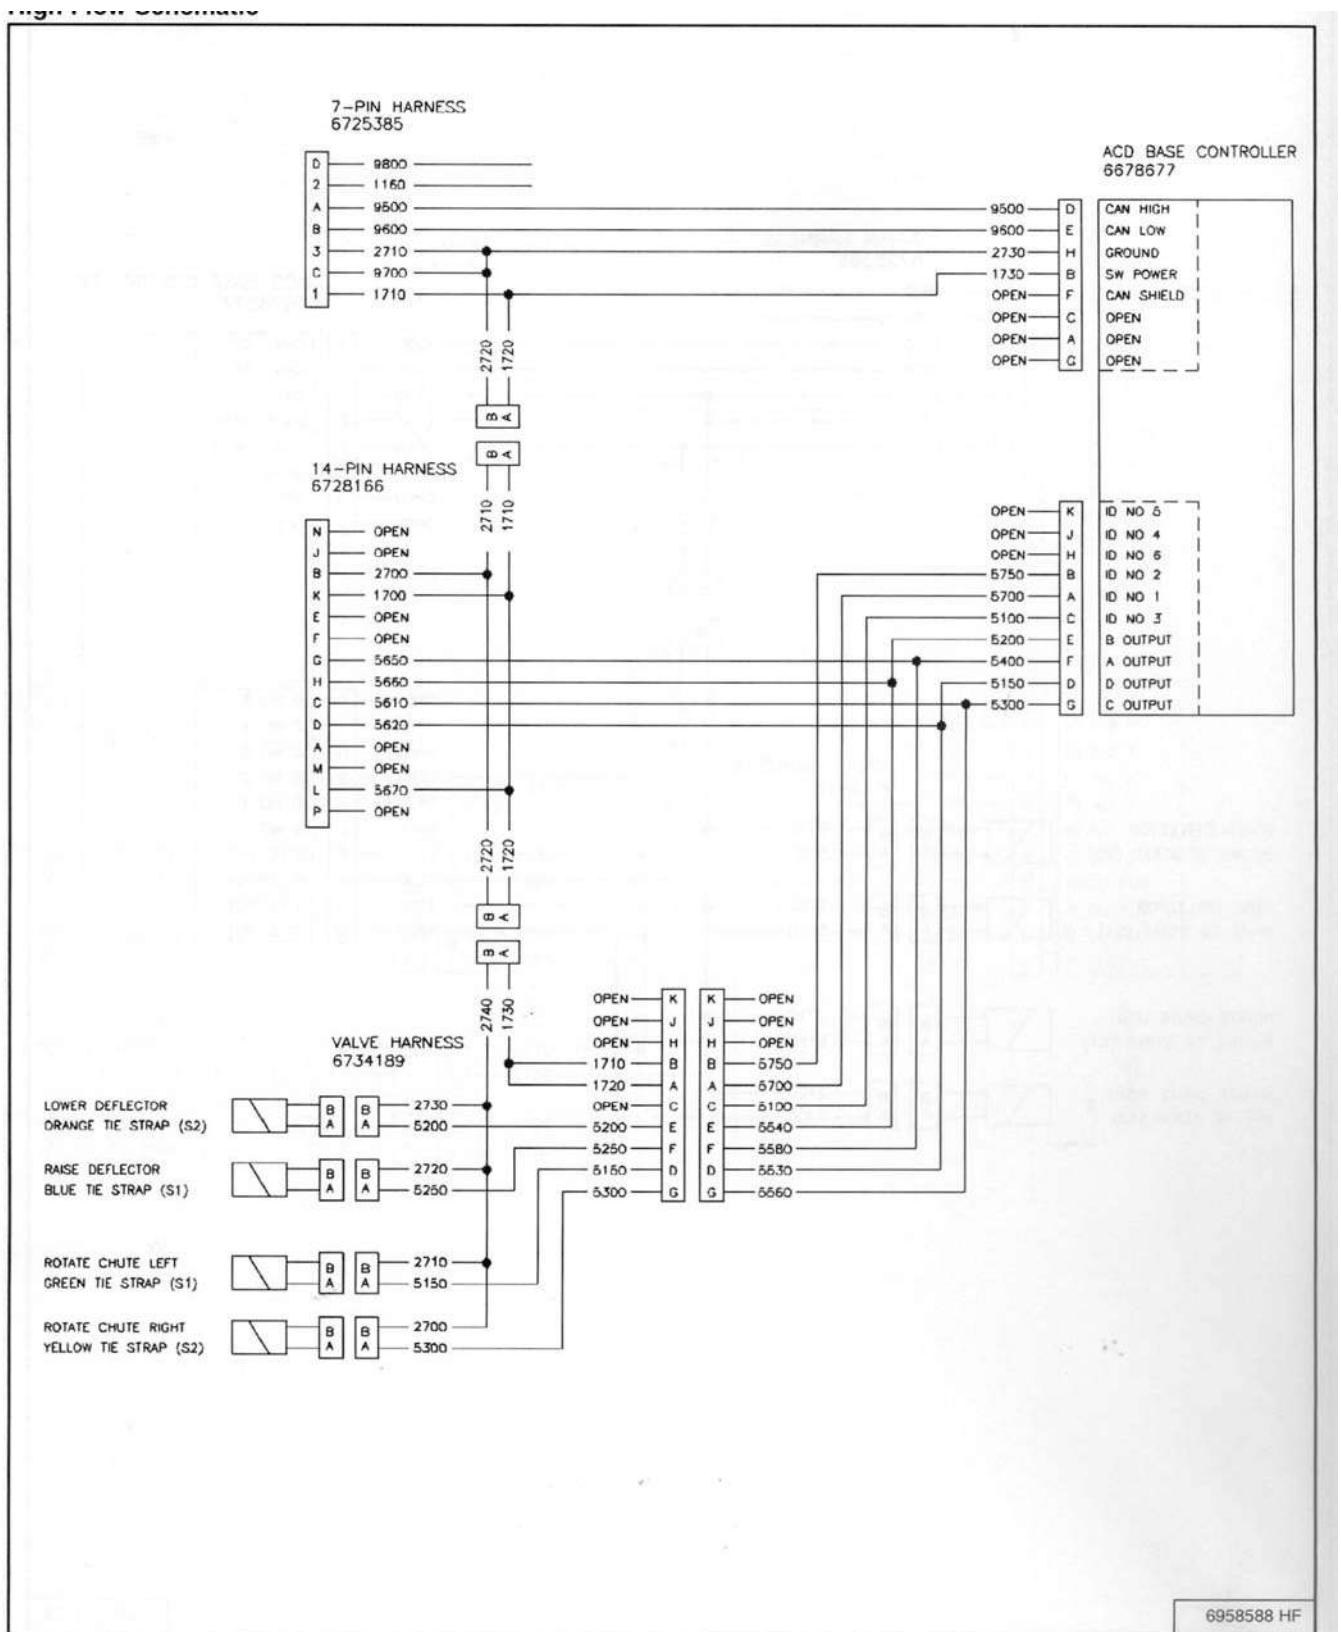 High Flow Schematic
7-PIN HARNESS
6725385
D 9800
2 1160
A 9500
B 9600
3 2710
C 9700
1 1710
ACD BASE CONTROLLER
6678677
9500 D CAN HIGH
9600 E CAN LOW
2730 H GROUND
1730 B SW POWER
OPEN F CAN SHIELD
OPEN C OPEN
OPEN A OPEN
OPEN G OPEN
2720 1720
B A
B A
2710 1710
14-PIN HARNESS
6728166
N OPEN
J OPEN
B 2700
K 1700
E OPEN
F OPEN
G 5650
H 5660
C 5610
D 5620
A OPEN
M OPEN
L 5670
P OPEN
OPEN K ID NO 5
OPEN J ID NO 4
OPEN H ID NO 6
5750 B ID NO 2
5700 A ID NO 1
5100 C ID NO 3
5200 E B OUTPUT
5400 F A OUTPUT
5150 D D OUTPUT
5300 G C OUTPUT
2720 1720
B A
B A
2740 1730
OPEN K K OPEN
OPEN J J OPEN
OPEN H H OPEN
1710 B B 5750
1720 A A 5700
OPEN C C 5100
5200 E E 5540
5250 F F 5580
5150 D D 5530
5300 G G 5560
VALVE HARNESS
6734189
LOWER DEFLECTOR B B 2730
ORANGE TIE STRAP (S2) A A 5200
RAISE DEFLECTOR B B 2720
BLUE TIE STRAP (S1) A A 5250
ROTATE CHUTE LEFT B B 2710
GREEN TIE STRAP (S1) A A 5150
ROTATE CHUTE RIGHT B B 2700
YELLOW TIE STRAP (S2) A A 5300
6958588 HF